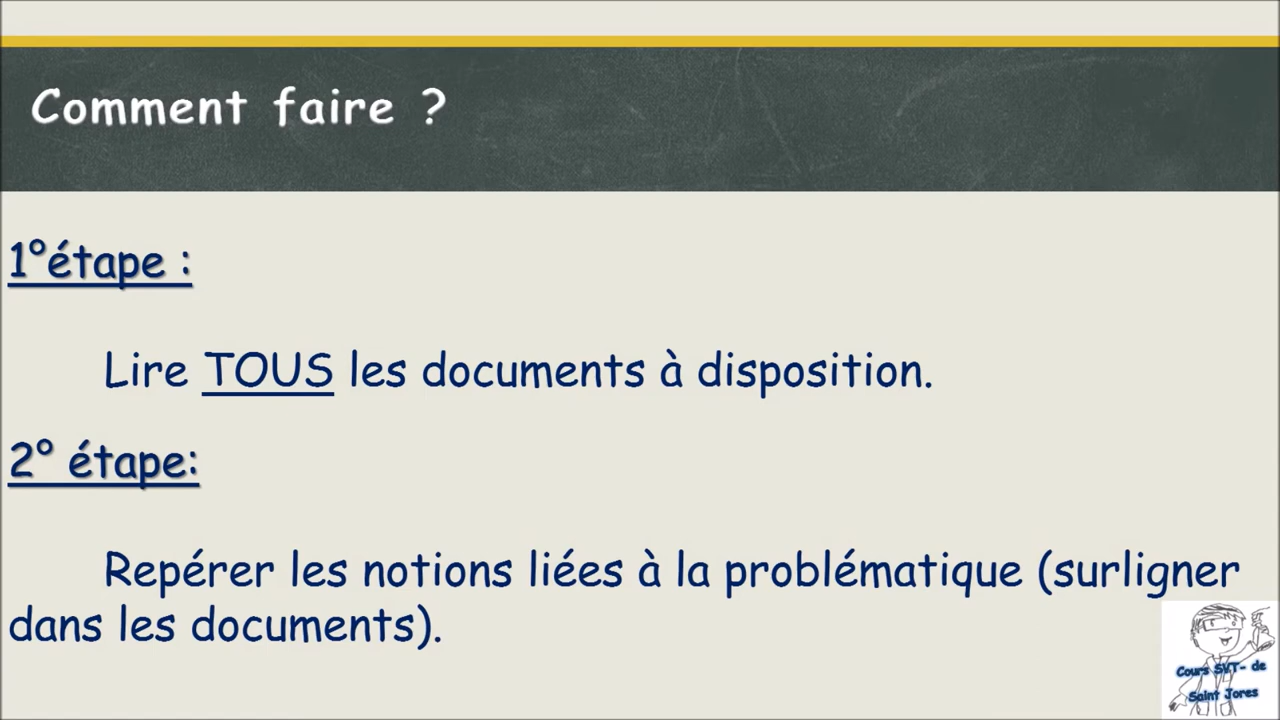 Comment faire ?
1°étape :
Lire TOUS les documents à disposition.
2° étape:
Repérer les notions liées à la problématique (surligner
dans les documents).
Cours SVT- de
Saint Jores